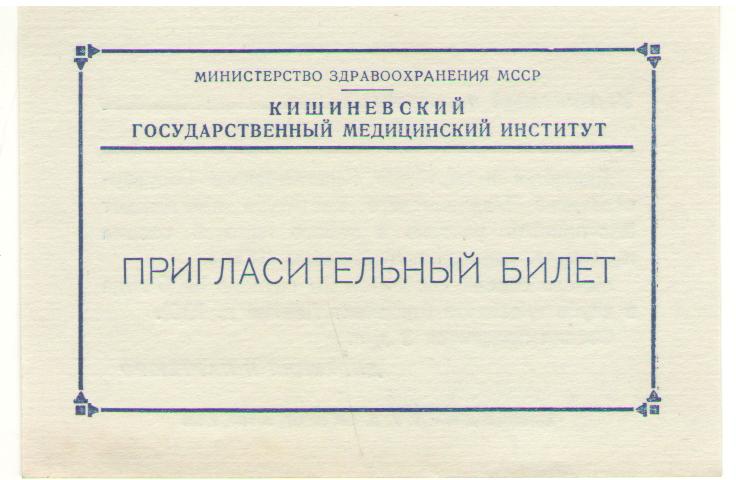 МИНИСТЕРСТВО ЗДРАВООХРАНЕНИЯ МССР
КИШИНЕВСКИЙ
ГОСУДАРСТВЕННЫЙ МЕДИЦИНСКИЙ ИНСТИТУТ
ПРИГЛАСИТЕЛЬНЫЙ БИЛЕТ